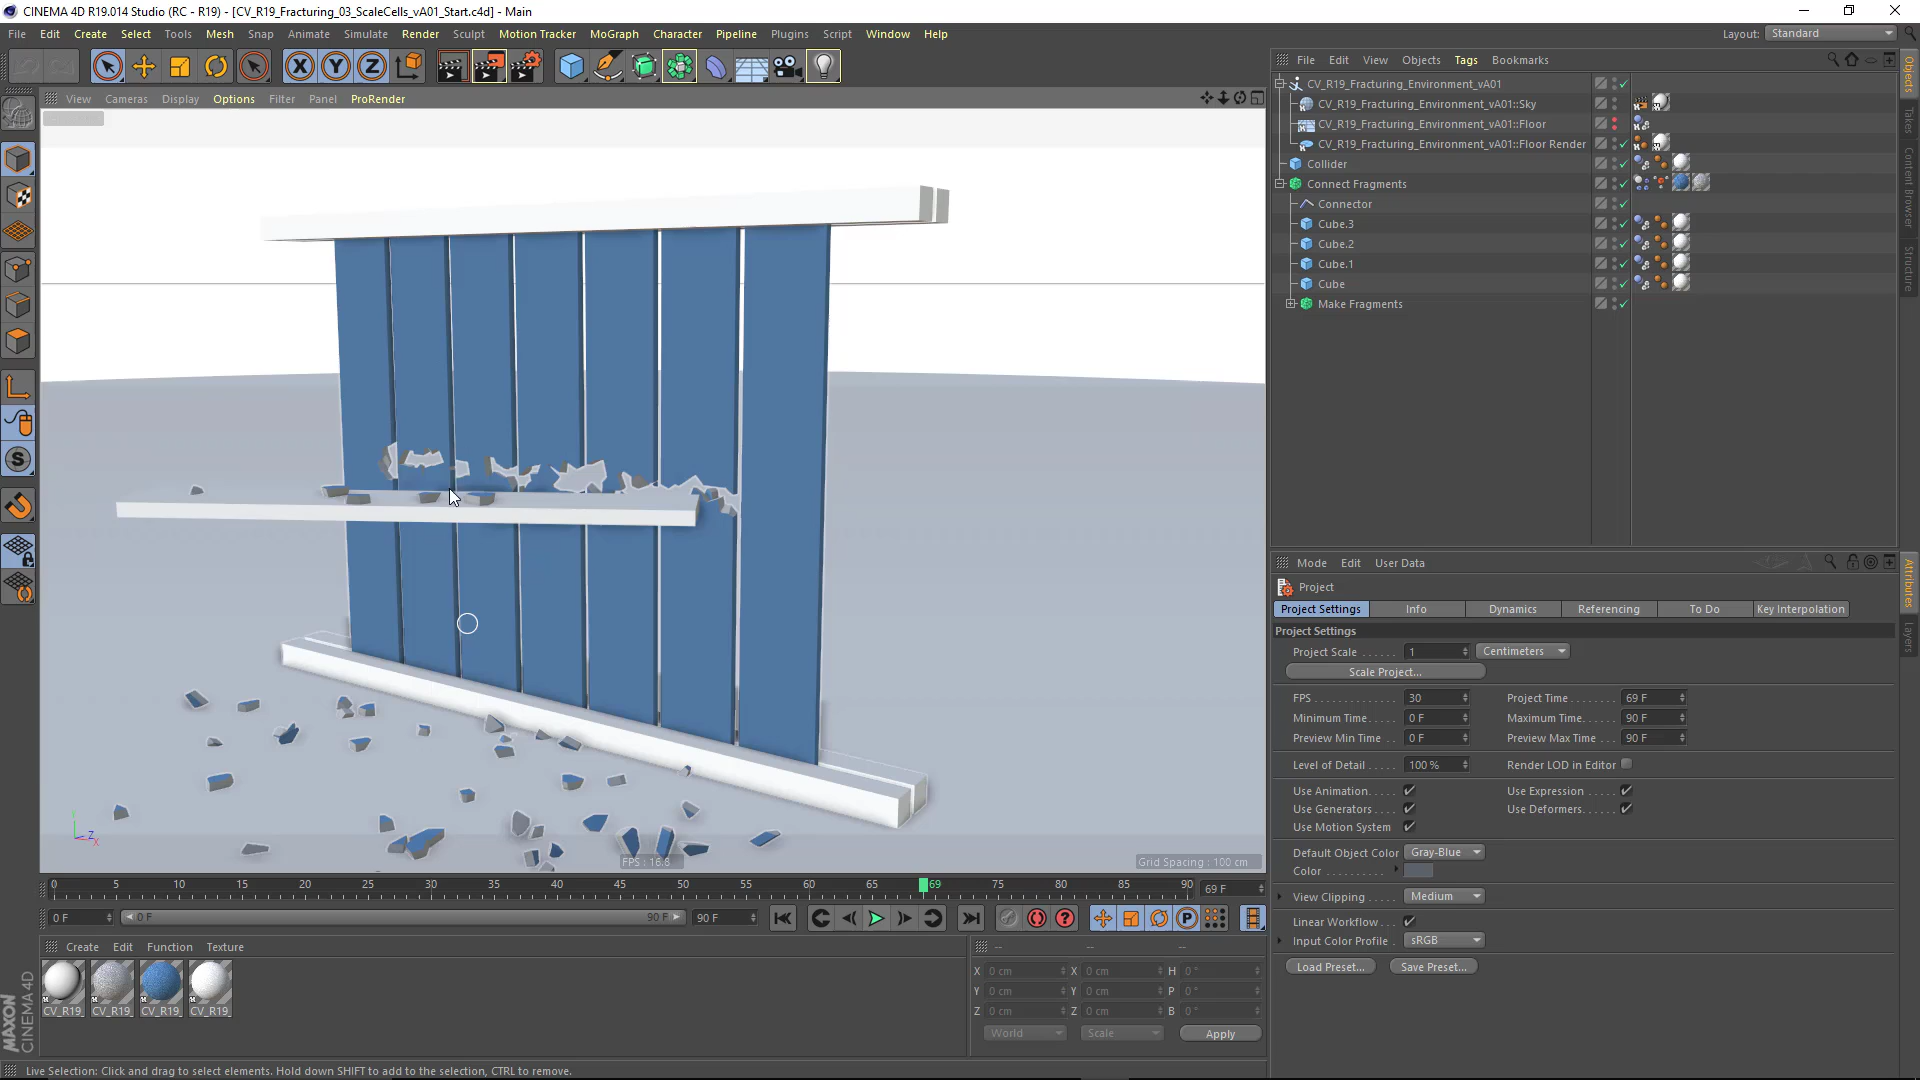 CINEMA 4D R19.014 Studio (RC - R19) - [CV_R19_Fracturing_03_ScaleCells_vA01_Start.c4d] - Main
File Edit Create Select Tools Mesh Snap Animate Simulate Render Sculpt Motion Tracker MoGraph Character Pipeline Plugins Script Window Help
Layout: Standard
View Cameras Display Options Filter Panel ProRender
File Edit View Objects Tags Bookmarks
CV_R19_Fracturing_Environment_vA01
CV_R19_Fracturing_Environment_vA01::Sky
CV_R19_Fracturing_Environment_vA01::Floor
CV_R19_Fracturing_Environment_vA01::Floor Render
Collider
Connect Fragments
Connector
Cube.3
Cube.2
Cube.1
Cube
Make Fragments
Objects
Takes
Content Browser
Structure
Mode Edit User Data
Project
Project Settings Info Dynamics Referencing To Do Key Interpolation
Project Settings
Project Scale 1 Centimeters
Scale Project...
FPS 30 Project Time 69 F
Minimum Time 0 F Maximum Time 90 F
Preview Min Time 0 F Preview Max Time 90 F
Level of Detail 100 % Render LOD in Editor
Use Animation Use Expression
Use Generators Use Deformers
Use Motion System
Default Object Color Gray-Blue
Color
View Clipping Medium
Linear Workflow
Input Color Profile sRGB
Load Preset... Save Preset...
Attributes
Layers
Y
Z
X
FPS : 16.8
Grid Spacing : 100 cm
0 5 10 15 20 25 30 35 40 45 50 55 60 65 69 75 80 85 90 69 F
0 F 0 F 90 F 90 F
Create Edit Function Texture
CV_R19_ CV_R19_ CV_R19_ CV_R19_
-- -- --
X 0 cm X 0 cm H 0 °
Y 0 cm Y 0 cm P 0 °
Z 0 cm Z 0 cm B 0 °
World Scale Apply
MAXON
CINEMA 4D
Live Selection: Click and drag to select elements. Hold down SHIFT to add to the selection, CTRL to remove.